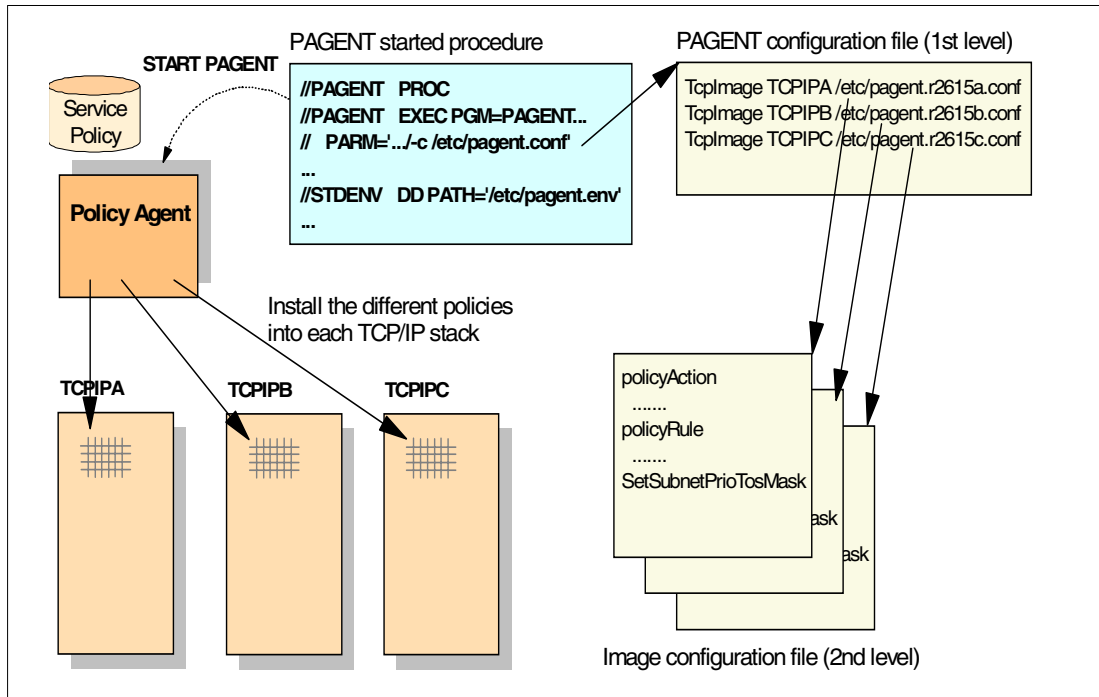 PAGENT started procedure
PAGENT configuration file (1st level)
START PAGENT
Service
Policy
//PAGENT PROC
//PAGENT EXEC PGM=PAGENT...
// PARM='.../-c /etc/pagent.conf'
...
//STDENV DD PATH='/etc/pagent.env'
...
TcpImage TCPIPA /etc/pagent.r2615a.conf
TcpImage TCPIPB /etc/pagent.r2615b.conf
TcpImage TCPIPC /etc/pagent.r2615c.conf
Policy Agent
Install the different policies
into each TCP/IP stack
TCPIPA
TCPIPB
TCPIPC
policyAction
.......
policyRule
.......
SetSubnetPrioTosMask
ask
ask
Image configuration file (2nd level)